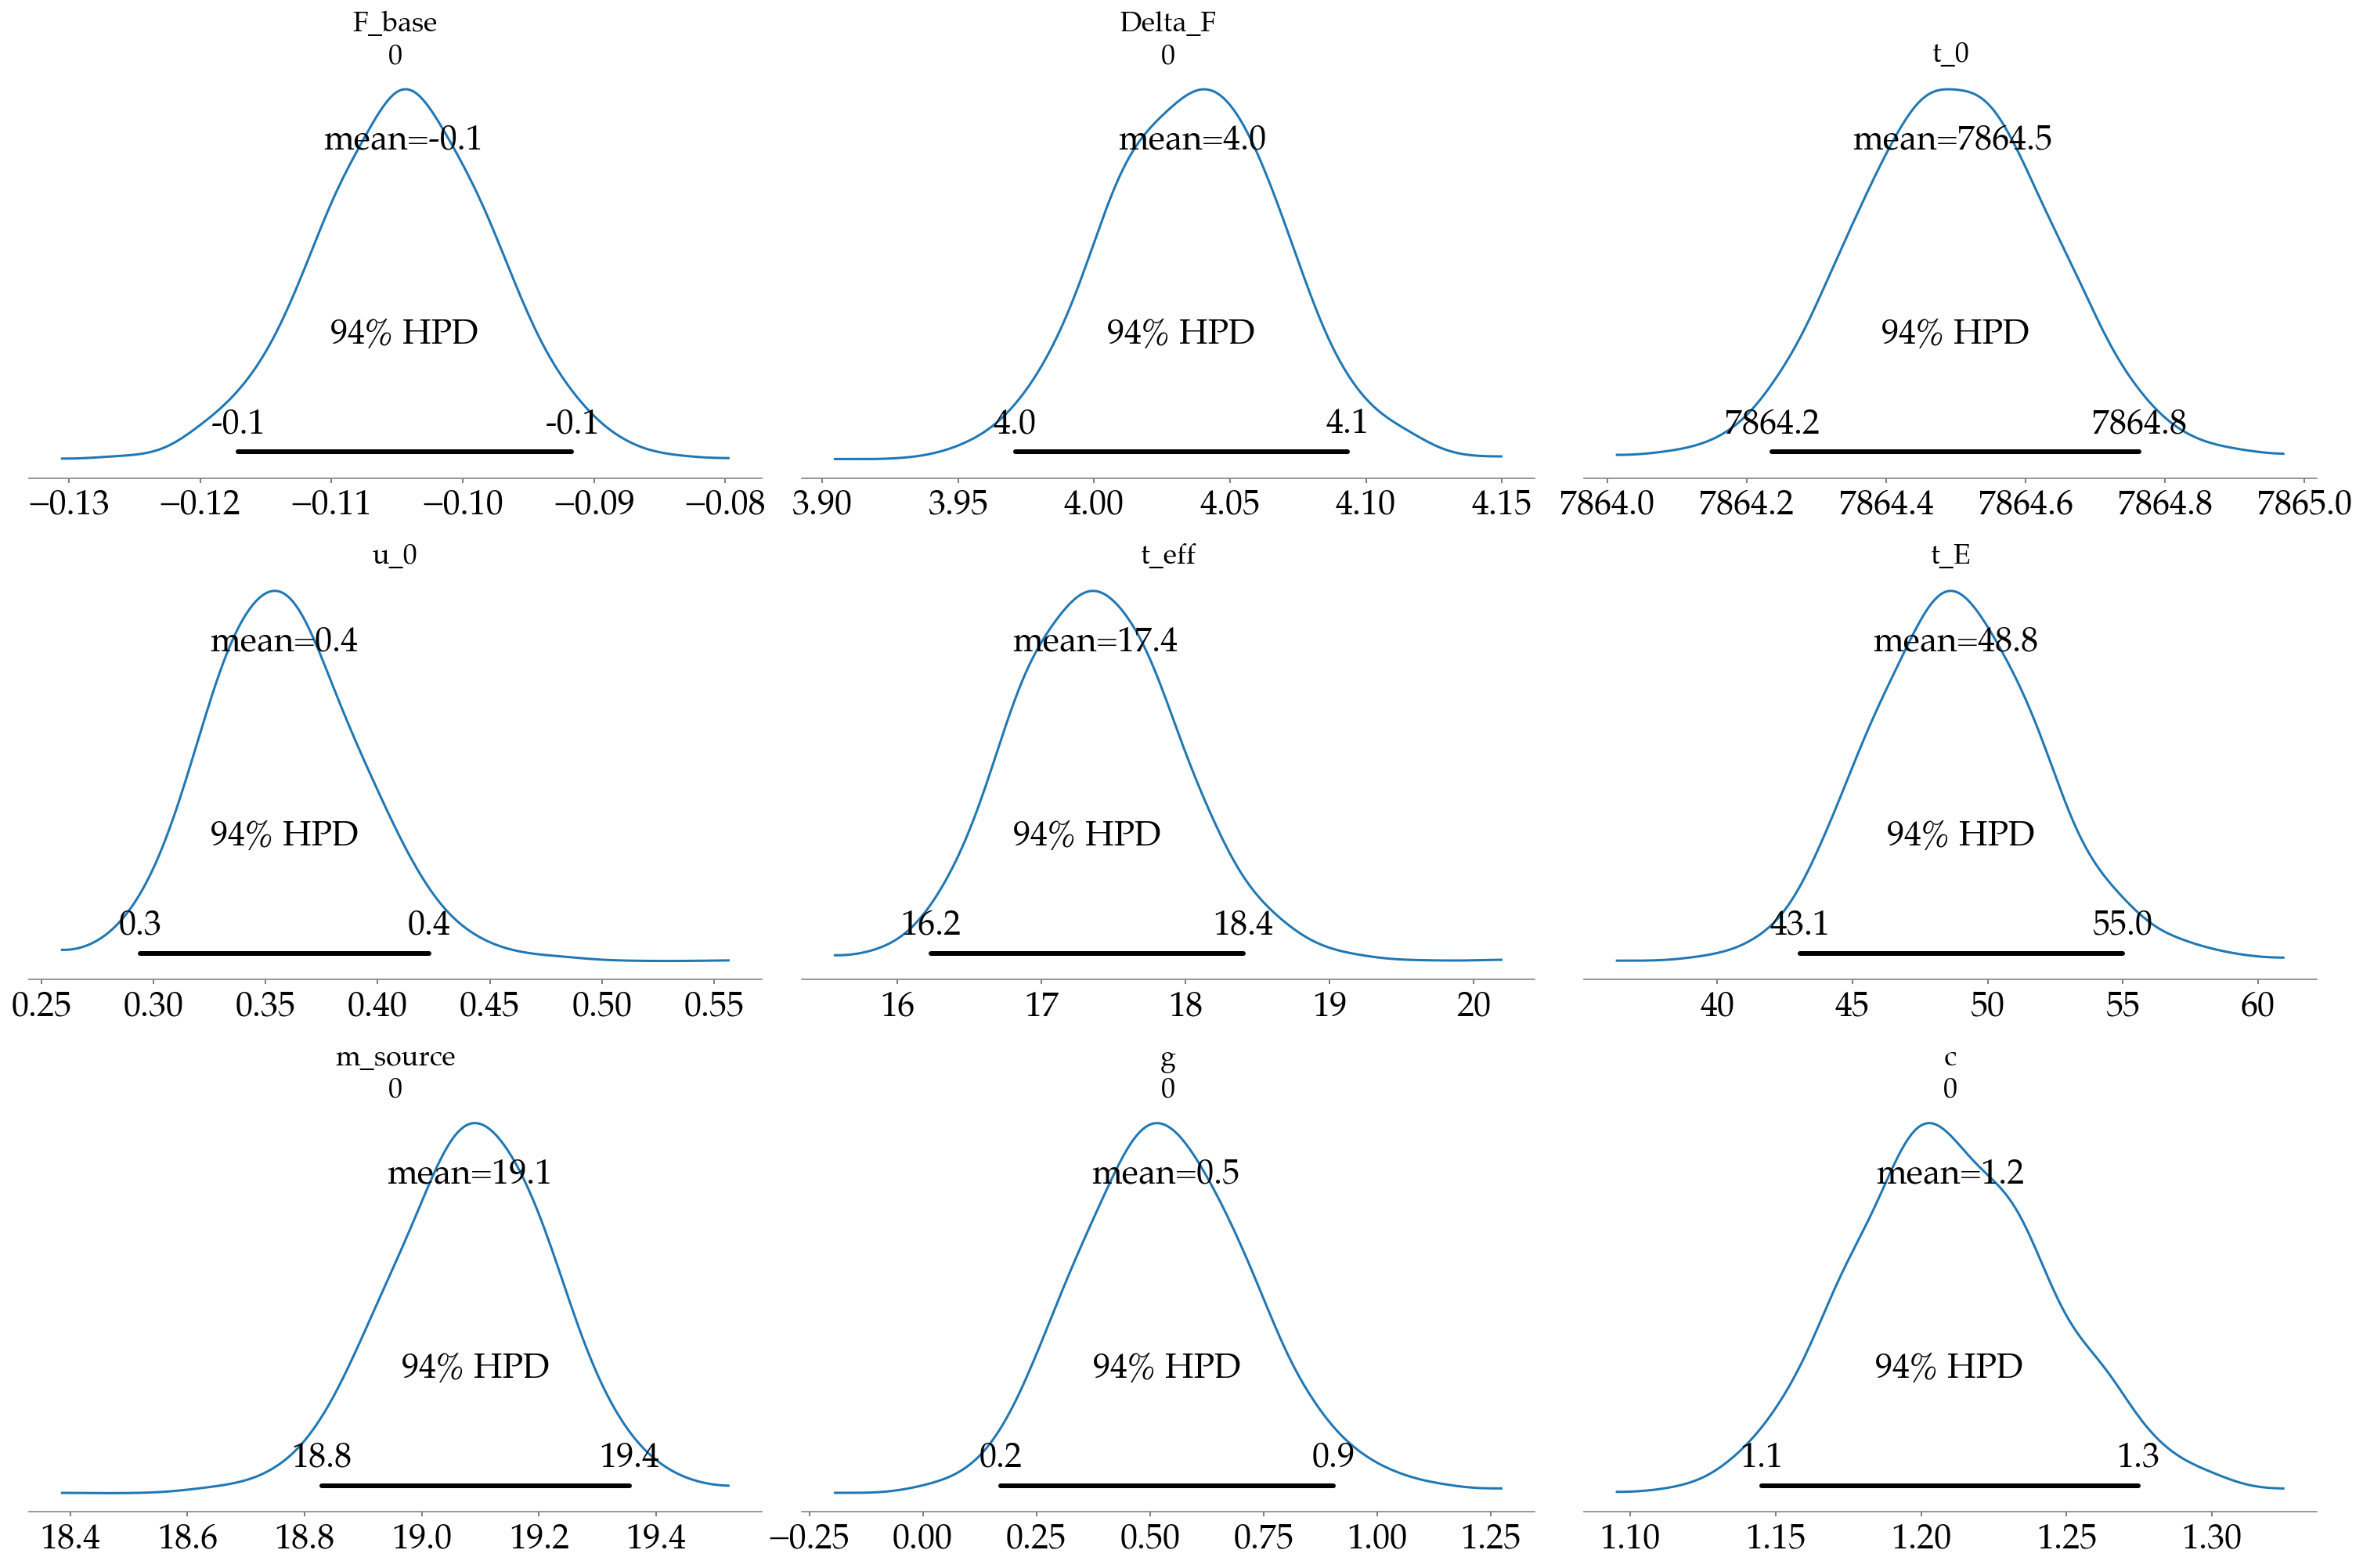 F_base
0
mean=-0.1
94% HPD
-0.1 -0.1
−0.13 −0.12 −0.11 −0.10 −0.09 −0.08
Delta_F
0
mean=4.0
94% HPD
4.0 4.1
3.90 3.95 4.00 4.05 4.10 4.15
t_0
mean=7864.5
94% HPD
7864.2 7864.8
7864.0 7864.2 7864.4 7864.6 7864.8 7865.0
u_0
mean=0.4
94% HPD
0.3 0.4
0.25 0.30 0.35 0.40 0.45 0.50 0.55
t_eff
mean=17.4
94% HPD
16.2 18.4
16 17 18 19 20
t_E
mean=48.8
94% HPD
43.1 55.0
40 45 50 55 60
m_source
0
mean=19.1
94% HPD
18.8 19.4
18.4 18.6 18.8 19.0 19.2 19.4
g
0
mean=0.5
94% HPD
0.2 0.9
−0.25 0.00 0.25 0.50 0.75 1.00 1.25
c
0
mean=1.2
94% HPD
1.1 1.3
1.10 1.15 1.20 1.25 1.30